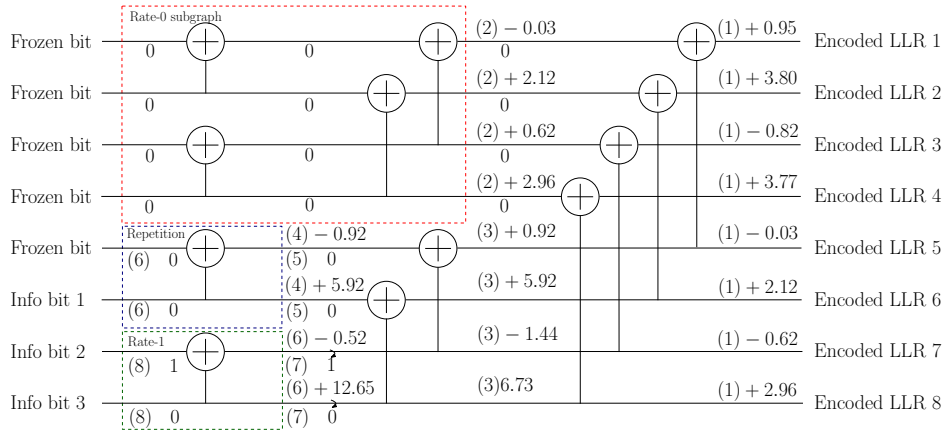 Rate-0 subgraph
Frozen bit 0 0 (2) − 0.03 0 (1) + 0.95 Encoded LLR 1
Frozen bit 0 0 (2) + 2.12 0 (1) + 3.80 Encoded LLR 2
Frozen bit 0 0 (2) + 0.62 0 (1) − 0.82 Encoded LLR 3
Frozen bit 0 0 (2) + 2.96 0 (1) + 3.77 Encoded LLR 4
Repetition
Frozen bit (6) 0 (4) − 0.92 (5) 0 (3) + 0.92 (1) − 0.03 Encoded LLR 5
Info bit 1 (6) 0 (4) + 5.92 (5) 0 (3) + 5.92 (1) + 2.12 Encoded LLR 6
Rate-1
Info bit 2 (8) 1 (6) − 0.52 (7) 1 (3) − 1.44 (1) − 0.62 Encoded LLR 7
Info bit 3 (8) 0 (6) + 12.65 (7) 0 (3)6.73 (1) + 2.96 Encoded LLR 8